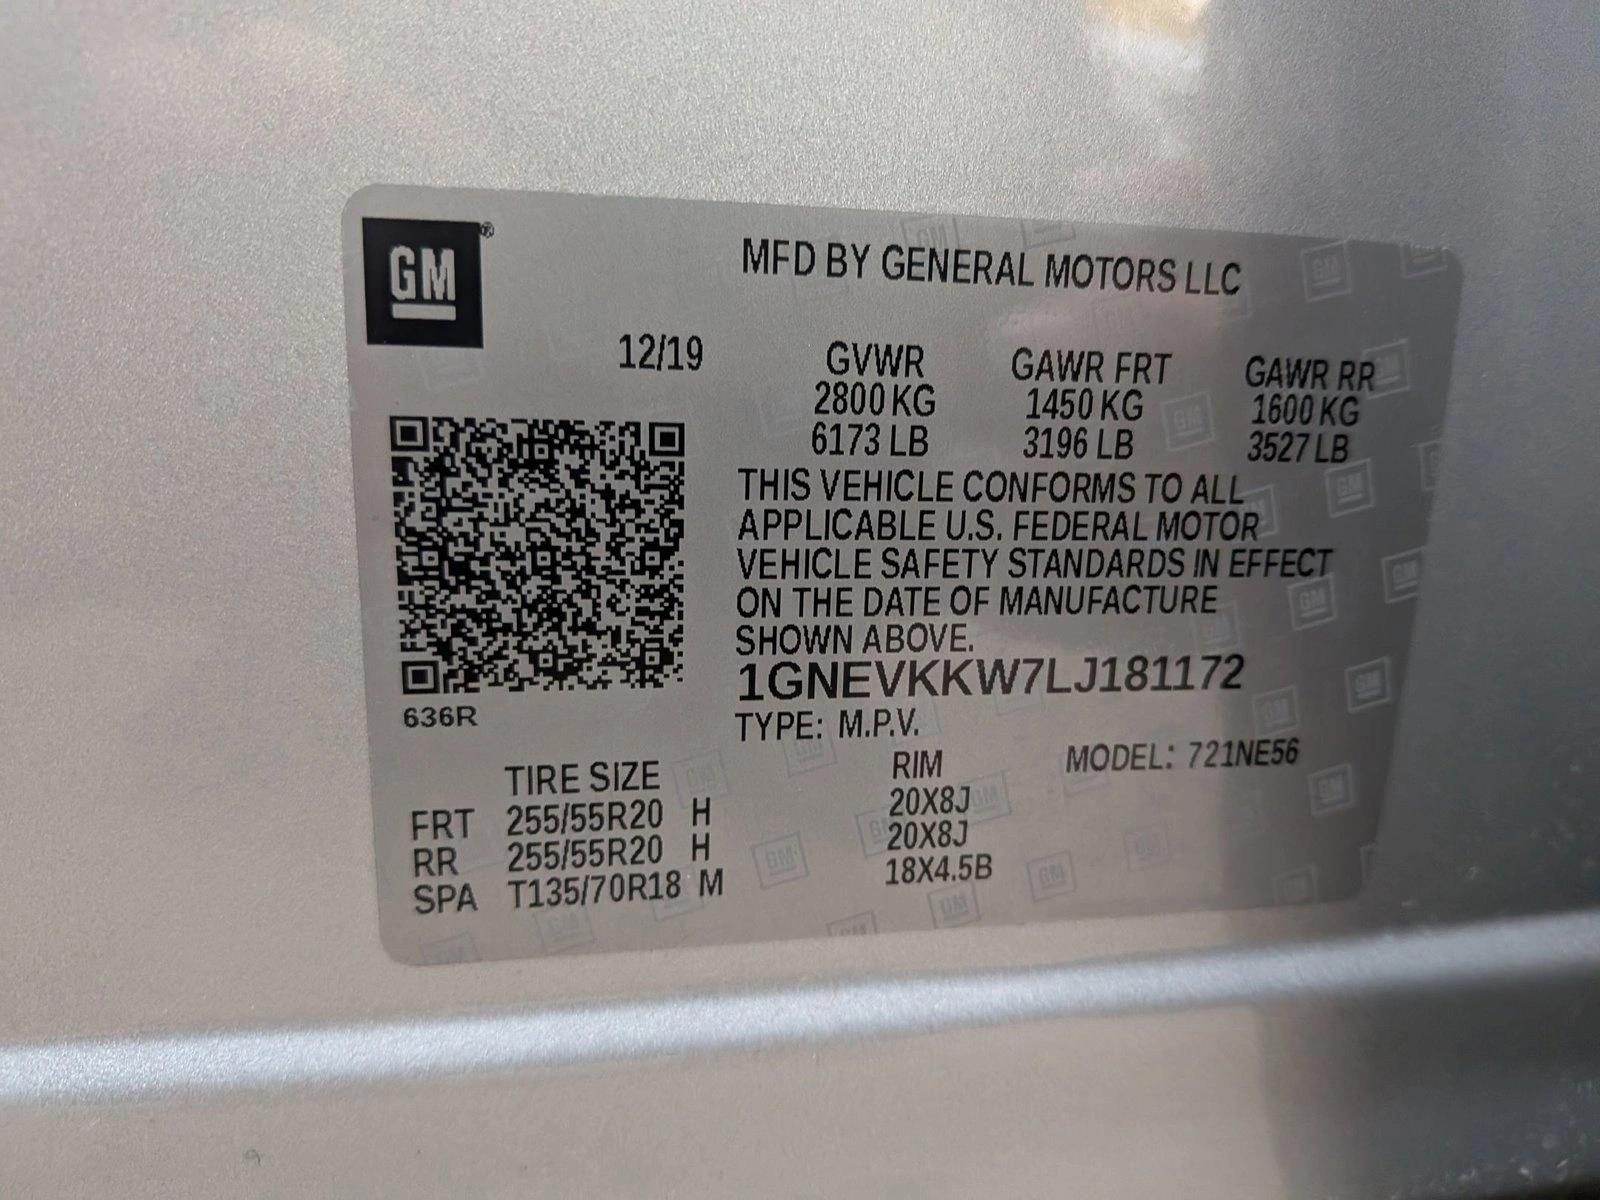 GM®
MFD BY GENERAL MOTORS LLC
12/19
GVWR GAWR FRT GAWR RR
2800 KG 1450 KG 1600 KG
6173 LB 3196 LB 3527 LB
THIS VEHICLE CONFORMS TO ALL
APPLICABLE U.S. FEDERAL MOTOR
VEHICLE SAFETY STANDARDS IN EFFECT
ON THE DATE OF MANUFACTURE
SHOWN ABOVE.
1GNEVKKW7LJ181172
636R
TYPE: M.P.V. MODEL: 721NE56
TIRE SIZE RIM
FRT 255/55R20 H 20X8J
RR 255/55R20 H 20X8J
SPA T135/70R18 M 18X4.5B